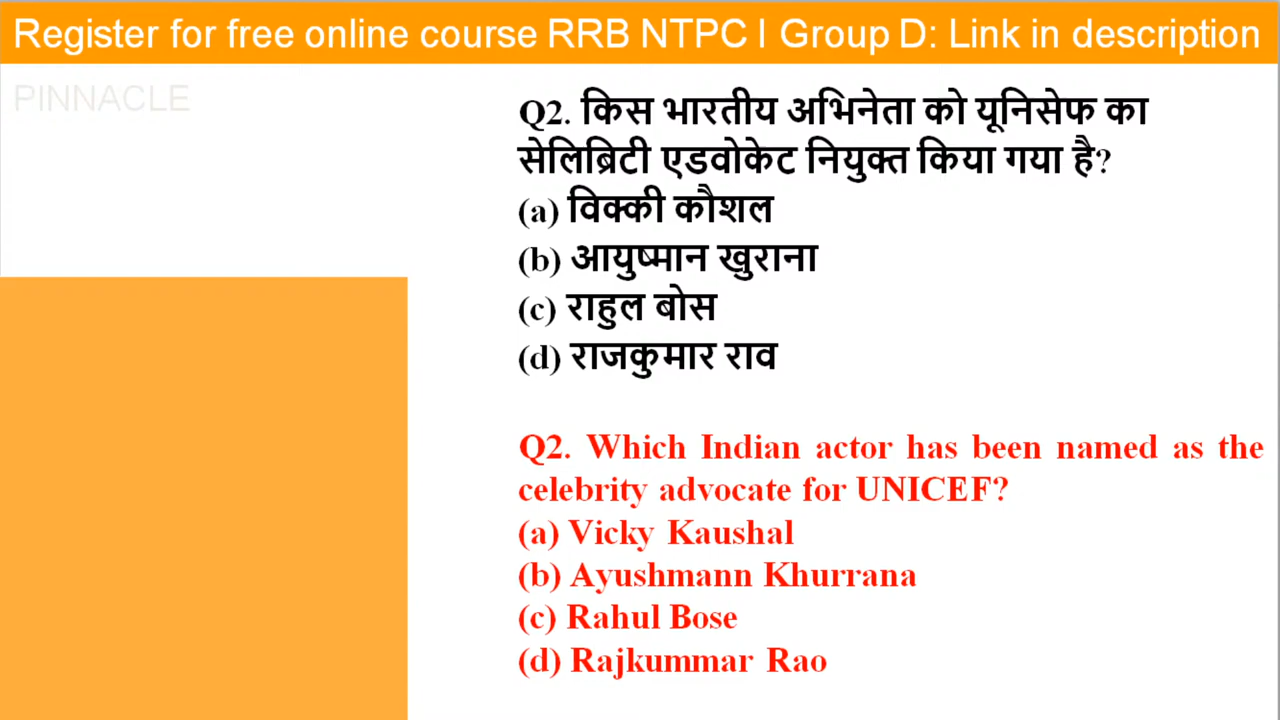 Register for free online course RRB NTPC I Group D: Link in description
PINNACLE
Q2. किस भारतीय अभिनेता को यूनिसेफ का
सेलिब्रिटी एडवोकेट नियुक्त किया गया है?
(a) विक्की कौशल
(b) आयुष्मान खुराना
(c) राहुल बोस
(d) राजकुमार राव
Q2. Which Indian actor has been named as the
celebrity advocate for UNICEF?
(a) Vicky Kaushal
(b) Ayushmann Khurrana
(c) Rahul Bose
(d) Rajkummar Rao